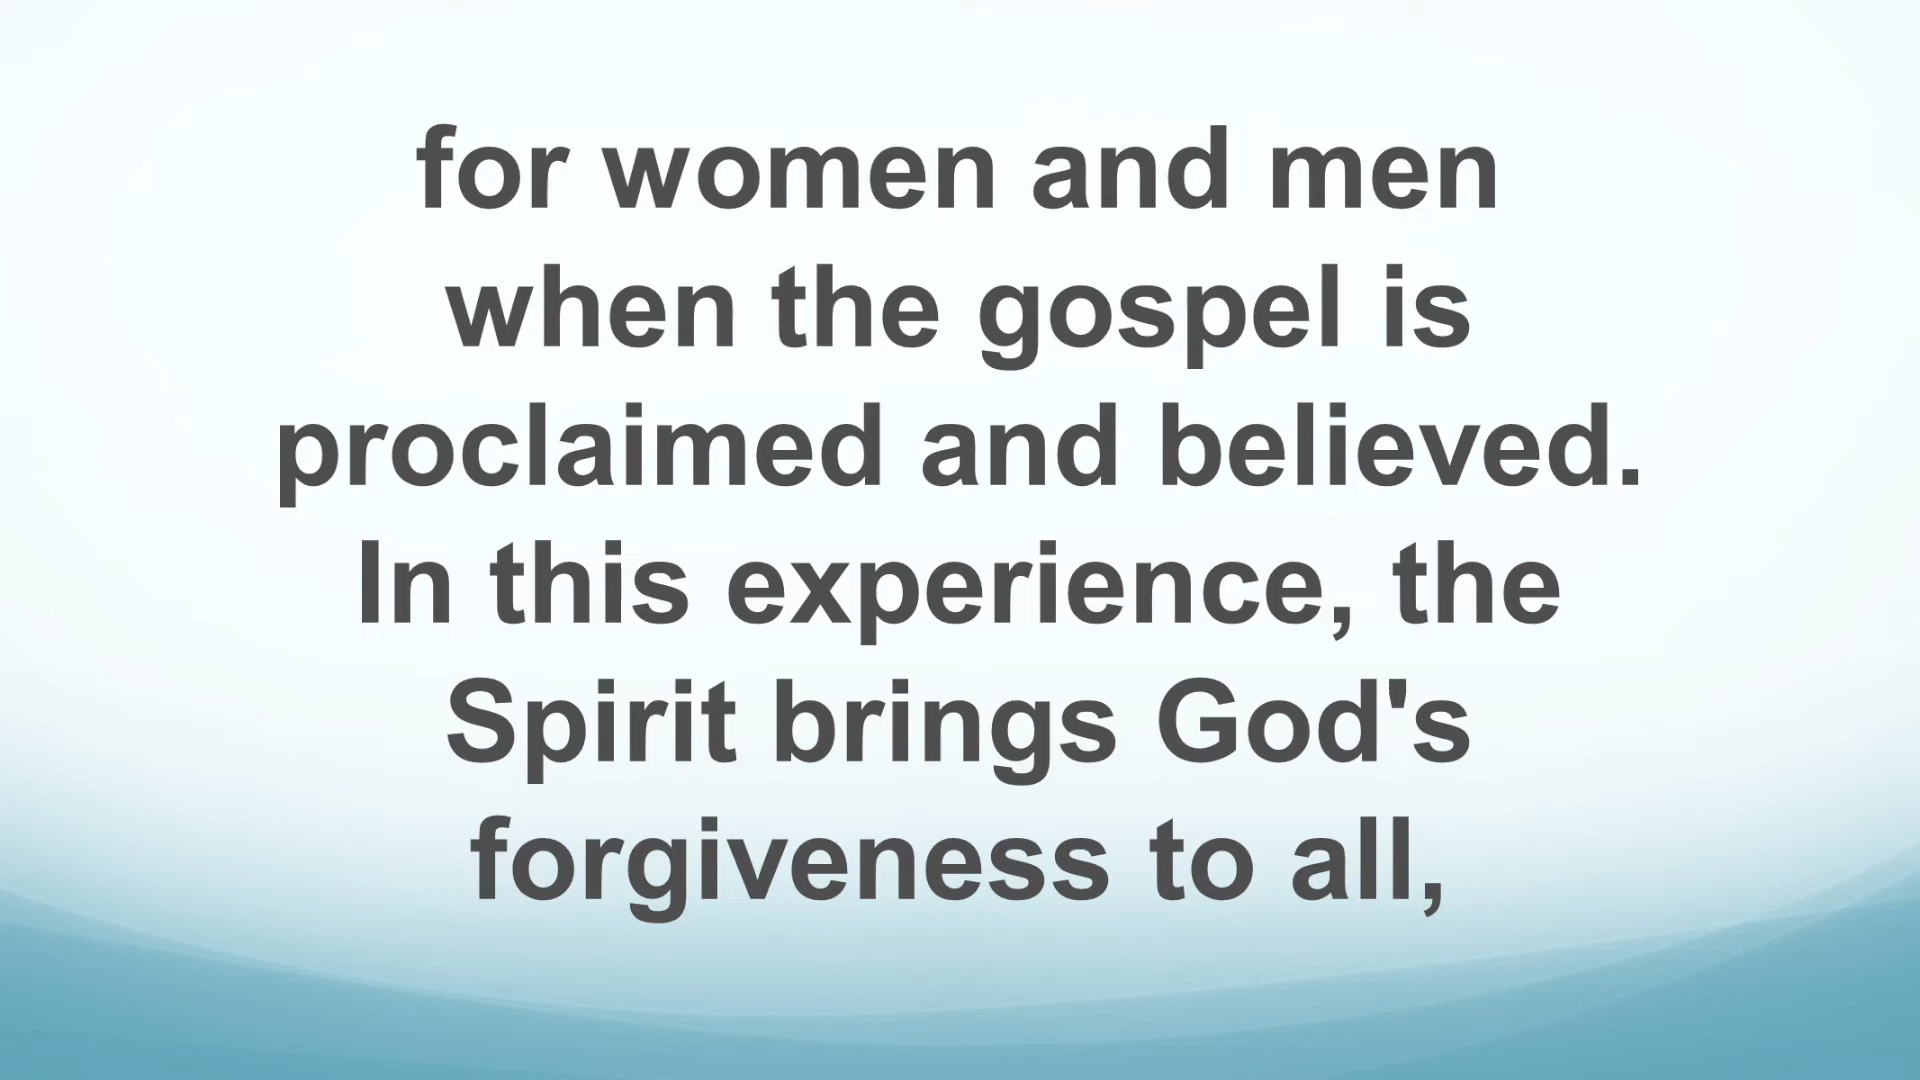 for women and men
when the gospel is
proclaimed and believed.
In this experience, the
Spirit brings God's
forgiveness to all,